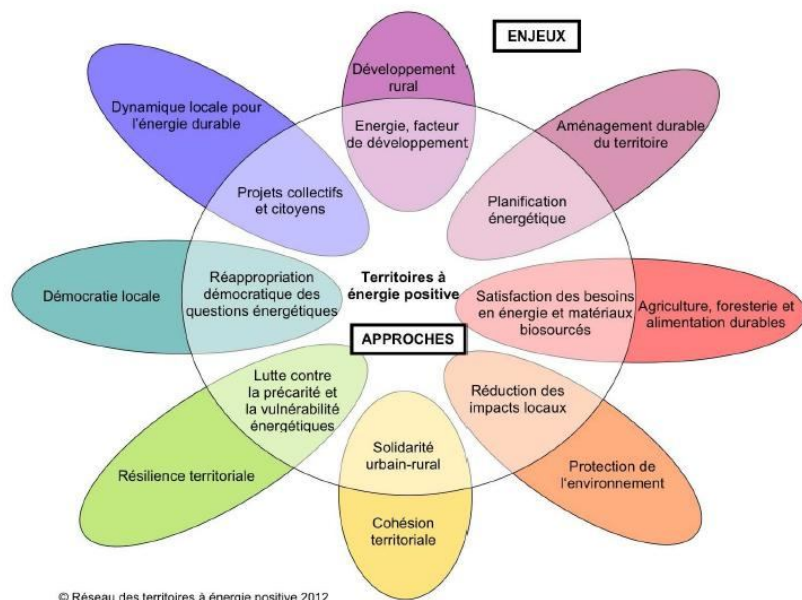 ENJEUX
Développement
rural
Energie, facteur
de développement
Dynamique locale pour
l'énergie durable
Projets collectifs
et citoyens
Aménagement durable
du territoire
Planification
énergétique
Démocratie locale
Réappropriation
démocratique des
questions énergétiques
Territoires à
énergie positive
APPROCHES
Satisfaction des besoins
en énergie et matériaux
biosourcés
Agriculture, foresterie et
alimentation durables
Lutte contre
la précarité et
la vulnérabilité
énergétiques
Résilience territoriale
Solidarité
urbain-rural
Cohésion
territoriale
Réduction des
impacts locaux
Protection de
l'environnement
© Réseau des territoires à énergie positive 2012